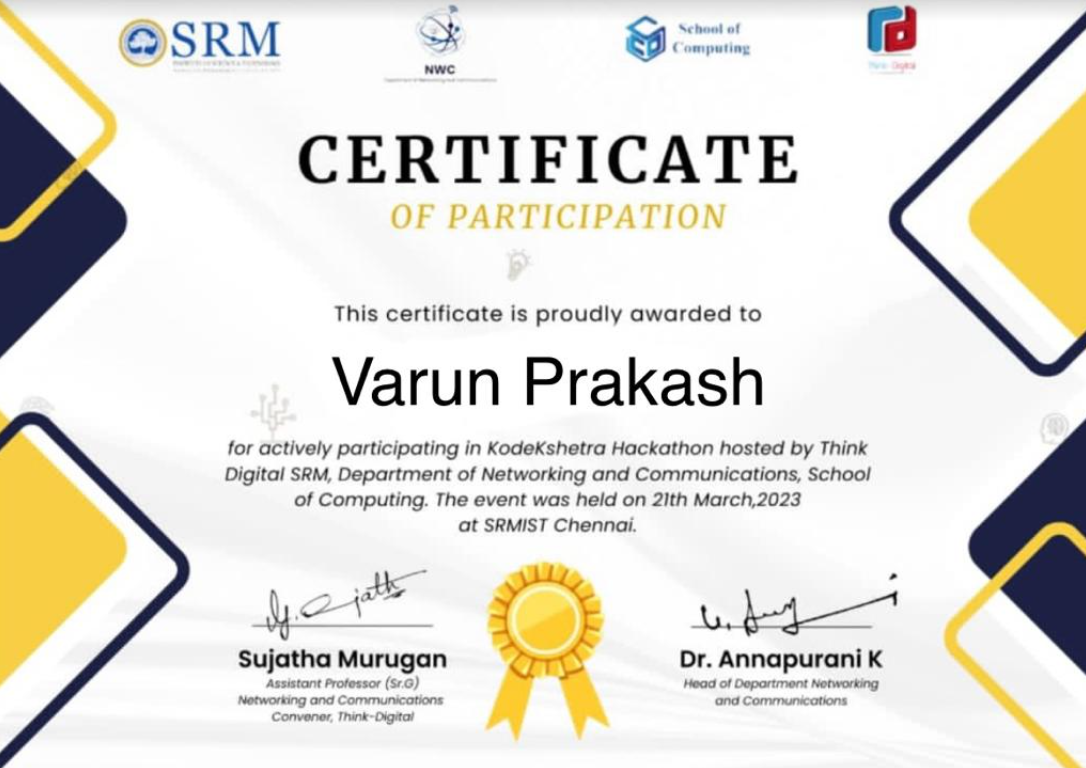 SRM
NWC
School of
Computing
Think-Digital
CERTIFICATE
OF PARTICIPATION
This certificate is proudly awarded to
Varun Prakash
for actively participating in KodeKshetra Hackathon hosted by Think
Digital SRM, Department of Networking and Communications, School
of Computing. The event was held on 21th March,2023
at SRMIST Chennai.
Sujatha Murugan
Assistant Professor (Sr.G)
Networking and Communications
Convener, Think-Digital
Dr. Annapurani K
Head of Department Networking
and Communications